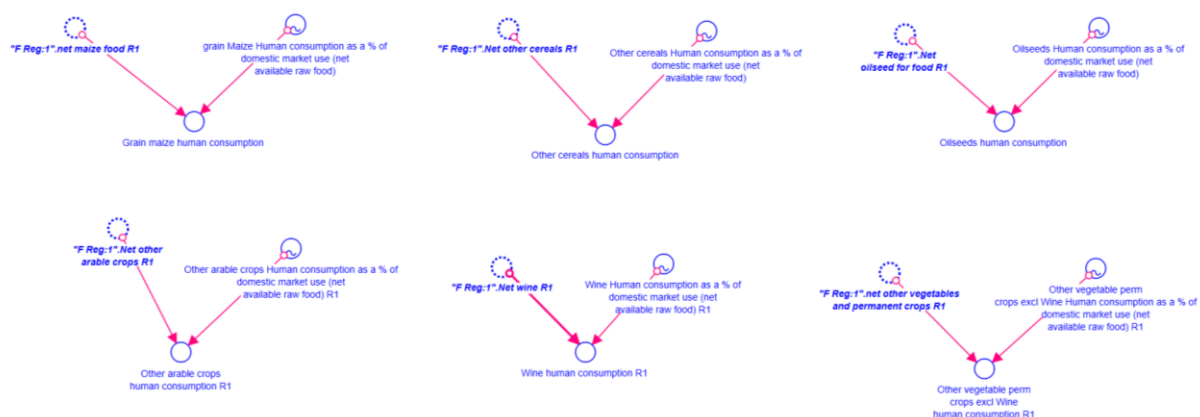 "F Reg:1".net maize food R1
grain Maize Human consumption as a % of
domestic market use (net
available raw food)
Grain maize human consumption
"F Reg:1".Net other cereals R1
Other cereals Human consumption as a % of
domestic market use (net
available raw food)
Other cereals human consumption
"F Reg:1".Net
oilseed for food R1
Oilseeds Human consumption as a % of
domestic market use (net
available raw food)
Oilseeds human consumption
"F Reg:1".Net other
arable crops R1
Other arable crops Human consumption as a % of
domestic market use (net
available raw food) R1
Other arable crops
human consumption R1
"F Reg:1".Net wine R1
Wine Human consumption as a % of
domestic market use (net
available raw food) R1
Wine human consumption R1
"F Reg:1".net other vegetables
and permanent crops R1
Other vegetable perm
crops excl Wine Human consumption as a % of
domestic market use (net
available raw food) R1
Other vegetable perm
crops excl Wine
human consumption R1